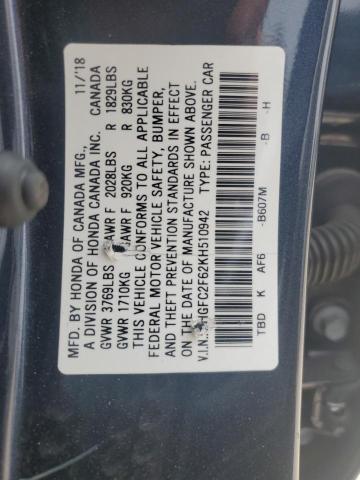 MFD. BY HONDA OF CANADA MFG., 11/'18
A DIVISION OF HONDA CANADA INC. CANADA
GVWR 3769LBS GAWR F 2028LBS R 1829LBS
GVWR 1710KG GAWR F 920KG R 830KG
THIS VEHICLE CONFORMS TO ALL APPLICABLE
FEDERAL MOTOR VEHICLE SAFETY, BUMPER,
AND THEFT PREVENTION STANDARDS IN EFFECT
ON THE DATE OF MANUFACTURE SHOWN ABOVE.
V.I.N.: HGFC2F62KH510942 TYPE: PASSENGER CAR
TBD K AF6 -B607M -B -H